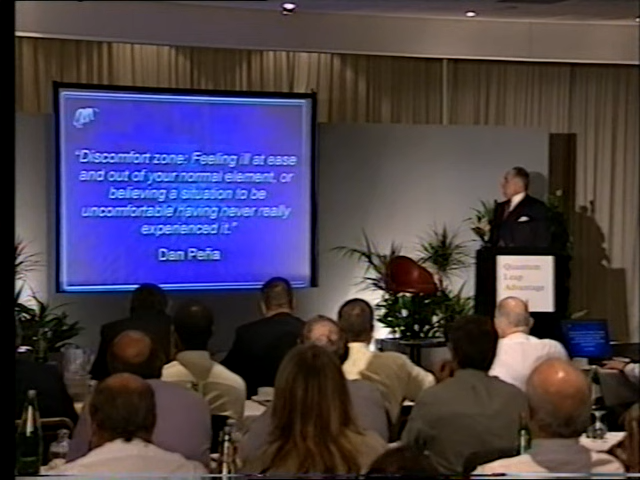 "Discomfort zone: Feeling ill at ease
and out of your normal element, or
believing a situation to be
uncomfortable having never really
experienced it."
Dan Peña
Quantum
Leap
Advantage